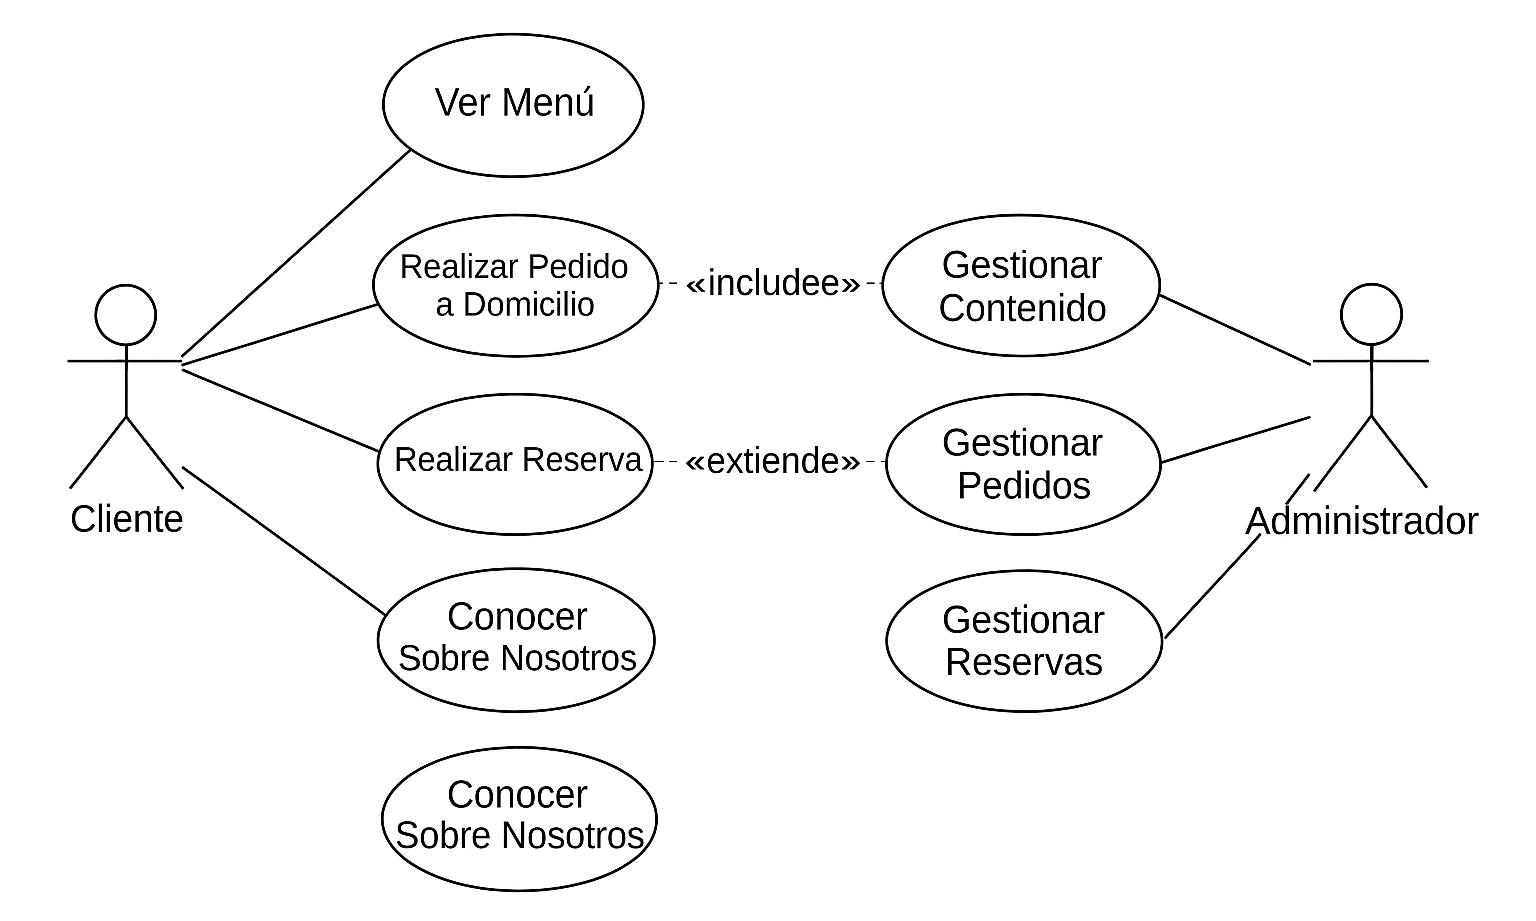 Ver Menú
Realizar Pedido
a Domicilio
«includee»
Gestionar
Contenido
Realizar Reserva
«extiende»
Gestionar
Pedidos
Cliente
Administrador
Conocer
Sobre Nosotros
Gestionar
Reservas
Conocer
Sobre Nosotros